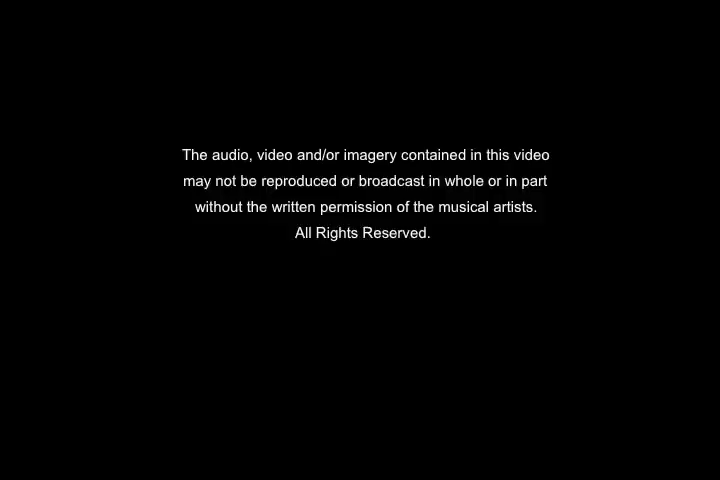 The audio, video and/or imagery contained in this video
may not be reproduced or broadcast in whole or in part
without the written permission of the musical artists.
All Rights Reserved.